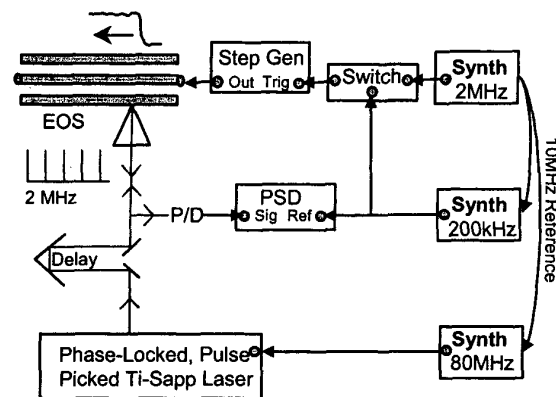 Step Gen
Out Trig
Switch
Synth
2MHz
EOS
2 MHz
P/D
PSD
Sig Ref
Synth
200kHz
10MHz Reference
Delay
Phase-Locked, Pulse
Picked Ti-Sapp Laser
Synth
80MHz